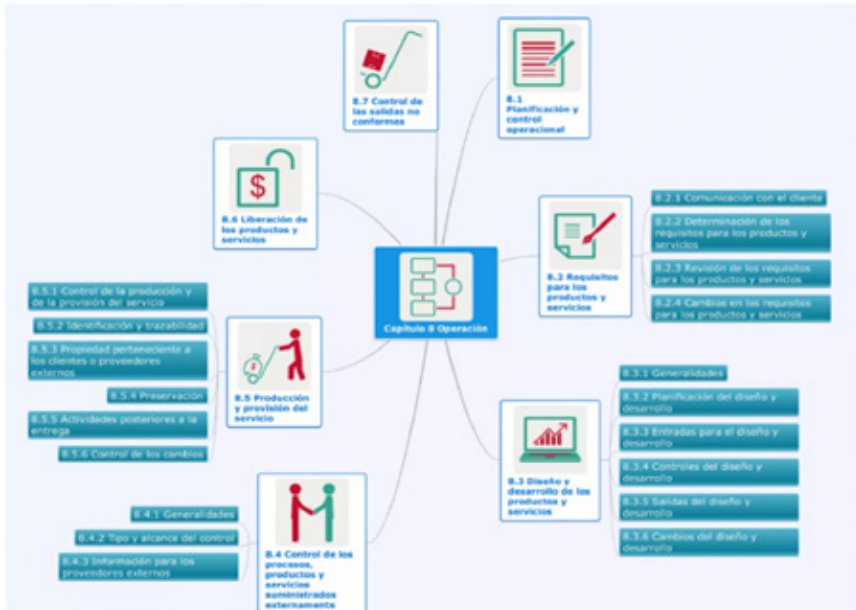 8.7 Control de
las salidas no
conformes
8.1
Planificación y
control
operacional
8.6 Liberación de
los productos y
servicios
8.2 Requisitos
para los
productos y
servicios
8.2.1 Comunicación con el cliente
8.2.2 Determinación de los
requisitos para los productos y
servicios
8.2.3 Revisión de los requisitos
para los productos y servicios
8.2.4 Cambios en los requisitos
para los productos y servicios
Capítulo 8 Operación
8.5.1 Control de la producción y
de la provisión del servicio
8.5.2 Identificación y trazabilidad
8.5.3 Propiedad perteneciente a
los clientes o proveedores
externos
8.5.4 Preservación
8.5.5 Actividades posteriores a la
entrega
8.5.6 Control de los cambios
8.5 Producción
y provisión del
servicio
8.3 Diseño y
desarrollo de los
productos y
servicios
8.3.1 Generalidades
8.3.2 Planificación del diseño y
desarrollo
8.3.3 Entradas para el diseño y
desarrollo
8.3.4 Controles del diseño y
desarrollo
8.3.5 Salidas del diseño y
desarrollo
8.3.6 Cambios del diseño y
desarrollo
8.4.1 Generalidades
8.4.2 Tipo y alcance del control
8.4.3 Información para los
proveedores externos
8.4 Control de los
procesos,
productos y
servicios
suministrados
externamente